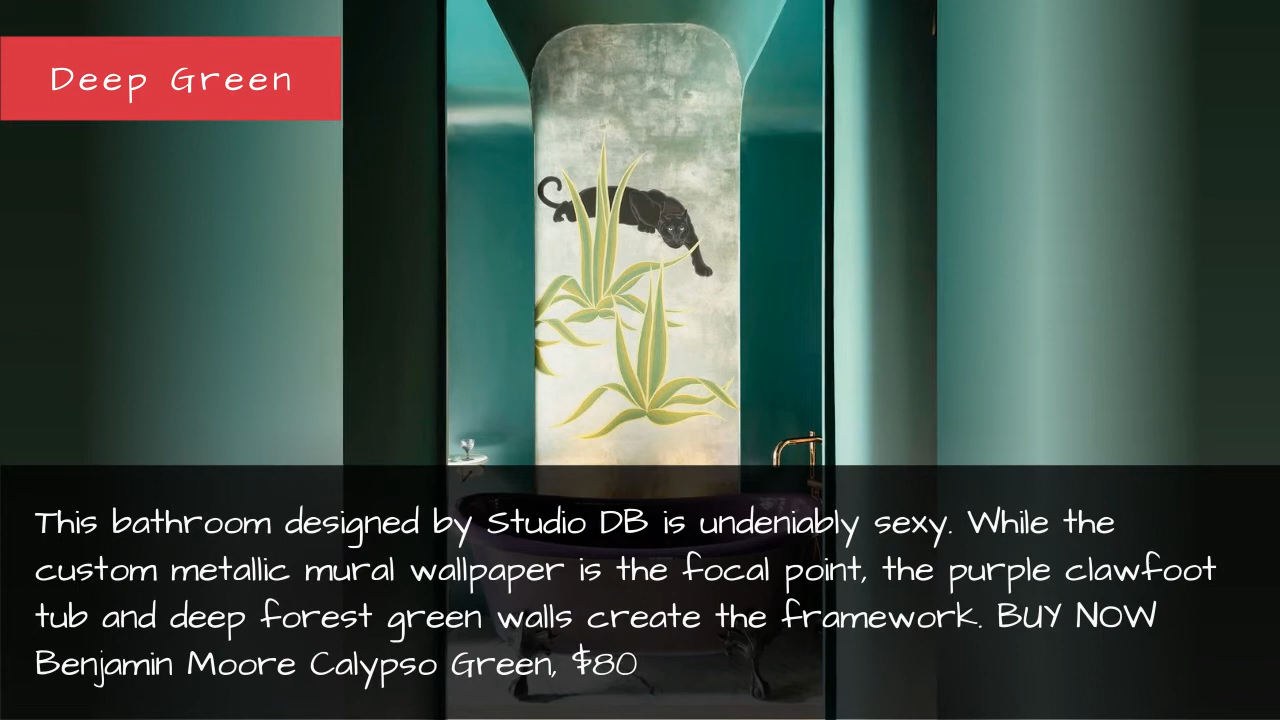 Deep Green
This bathroom designed by Studio DB is undeniably sexy. While the
custom metallic mural wallpaper is the focal point, the purple clawfoot
tub and deep forest green walls create the framework. BUY NOW
Benjamin Moore Calypso Green, $80